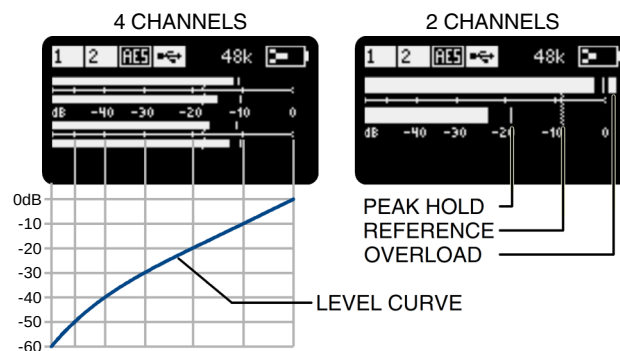 4 CHANNELS
2 CHANNELS
1 2 AES 48k
dB -40 -30 -20 -10 0
1 2 AES 48k
dB -40 -30 -20 -10 0
0dB
-10
-20
-30
-40
-50
-60
PEAK HOLD
REFERENCE
OVERLOAD
LEVEL CURVE